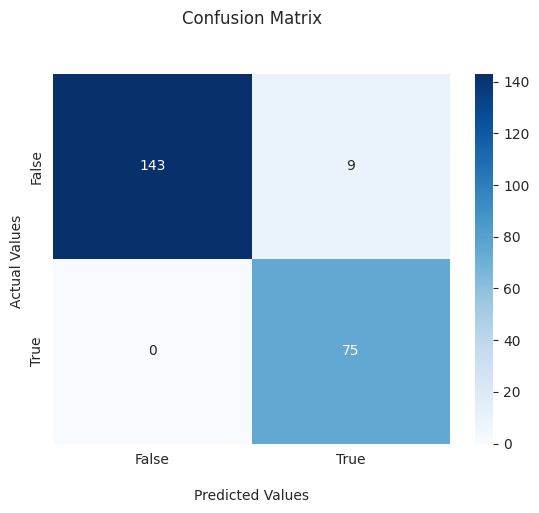 Confusion Matrix
Actual Values
False
True
143
9
0
75
False
True
Predicted Values
140
120
100
80
60
40
20
0